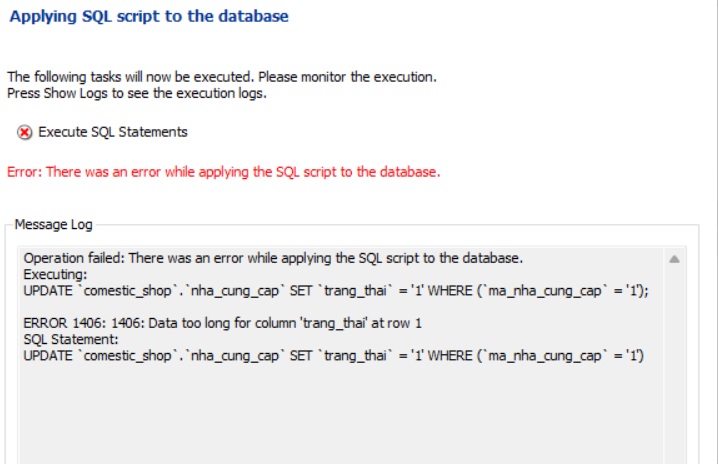 Applying SQL script to the database
The following tasks will now be executed. Please monitor the execution.
Press Show Logs to see the execution logs.
Execute SQL Statements
Error: There was an error while applying the SQL script to the database.
Message Log
Operation failed: There was an error while applying the SQL script to the database.
Executing:
UPDATE `comestic_shop`.`nha_cung_cap` SET `trang_thai` = '1' WHERE (`ma_nha_cung_cap` = '1');
ERROR 1406: 1406: Data too long for column 'trang_thai' at row 1
SQL Statement:
UPDATE `comestic_shop`.`nha_cung_cap` SET `trang_thai` = '1' WHERE (`ma_nha_cung_cap` = '1')